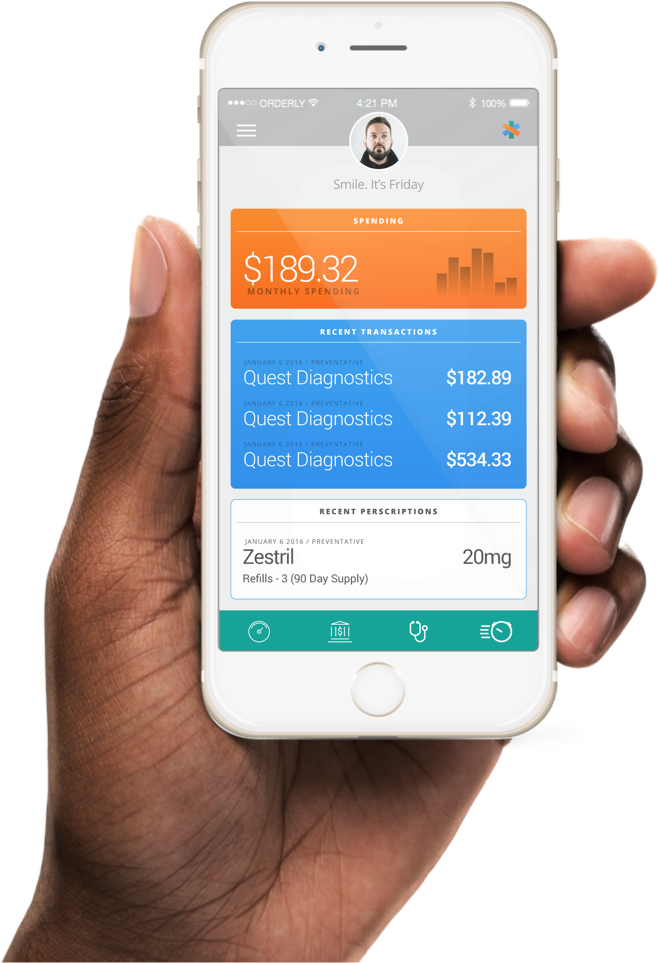 ORDERLY 4:21 PM 100%
Smile. It's Friday
SPENDING
$189.32
MONTHLY SPENDING
RECENT TRANSACTIONS
JANUARY 6 2016 / PREVENTATIVE
Quest Diagnostics $182.89
JANUARY 6 2016 / PREVENTATIVE
Quest Diagnostics $112.39
JANUARY 6 2016 / PREVENTATIVE
Quest Diagnostics $534.33
RECENT PERSCRIPTIONS
JANUARY 6 2016 / PREVENTATIVE
Zestril 20mg
Refills - 3 (90 Day Supply)
$